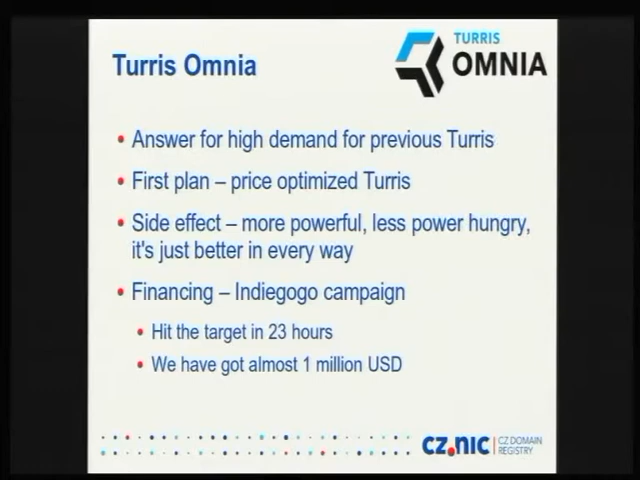 Turris Omnia
TURRIS
OMNIA
• Answer for high demand for previous Turris
• First plan – price optimized Turris
• Side effect – more powerful, less power hungry,
it's just better in every way
• Financing – Indiegogo campaign
• Hit the target in 23 hours
• We have got almost 1 million USD
CZ.NIC | CZ DOMAIN
REGISTRY